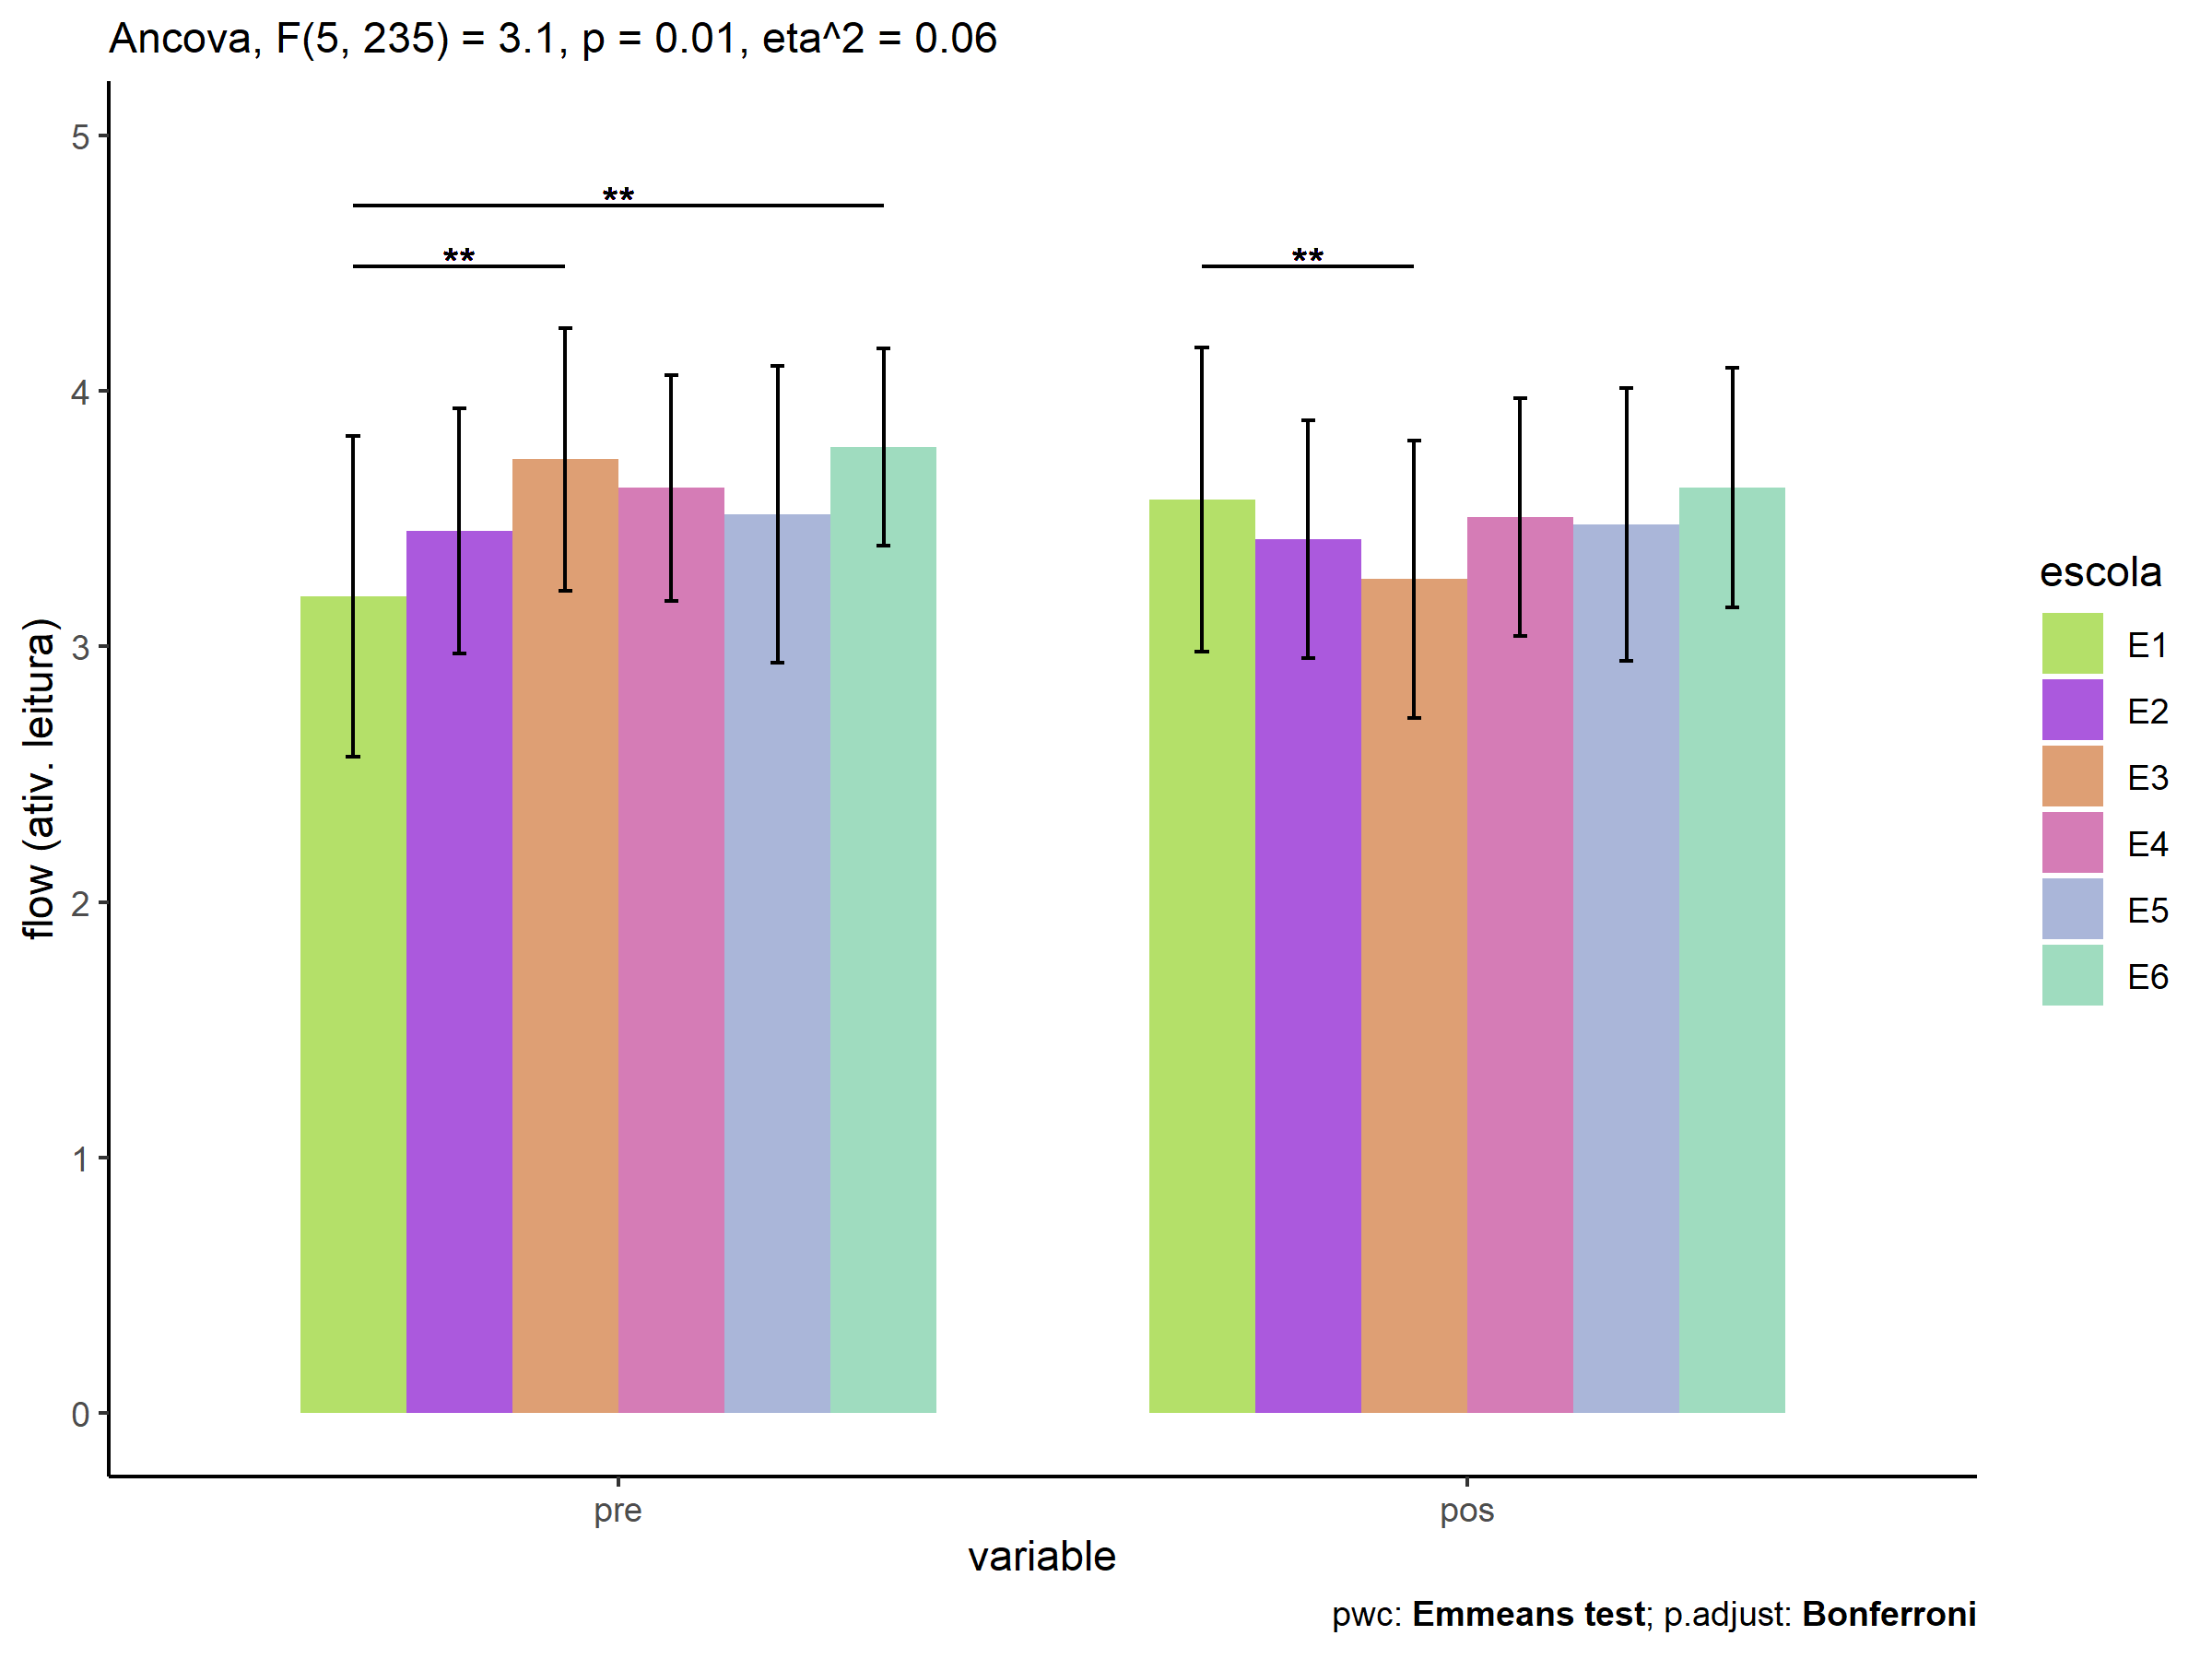 Ancova, F(5, 235) = 3.1, p = 0.01, eta^2 = 0.06
5
4
3
2
1
0
flow (ativ. leitura)
**
**
**
pre
pos
variable
escola
E1
E2
E3
E4
E5
E6
pwc: Emmeans test; p.adjust: Bonferroni